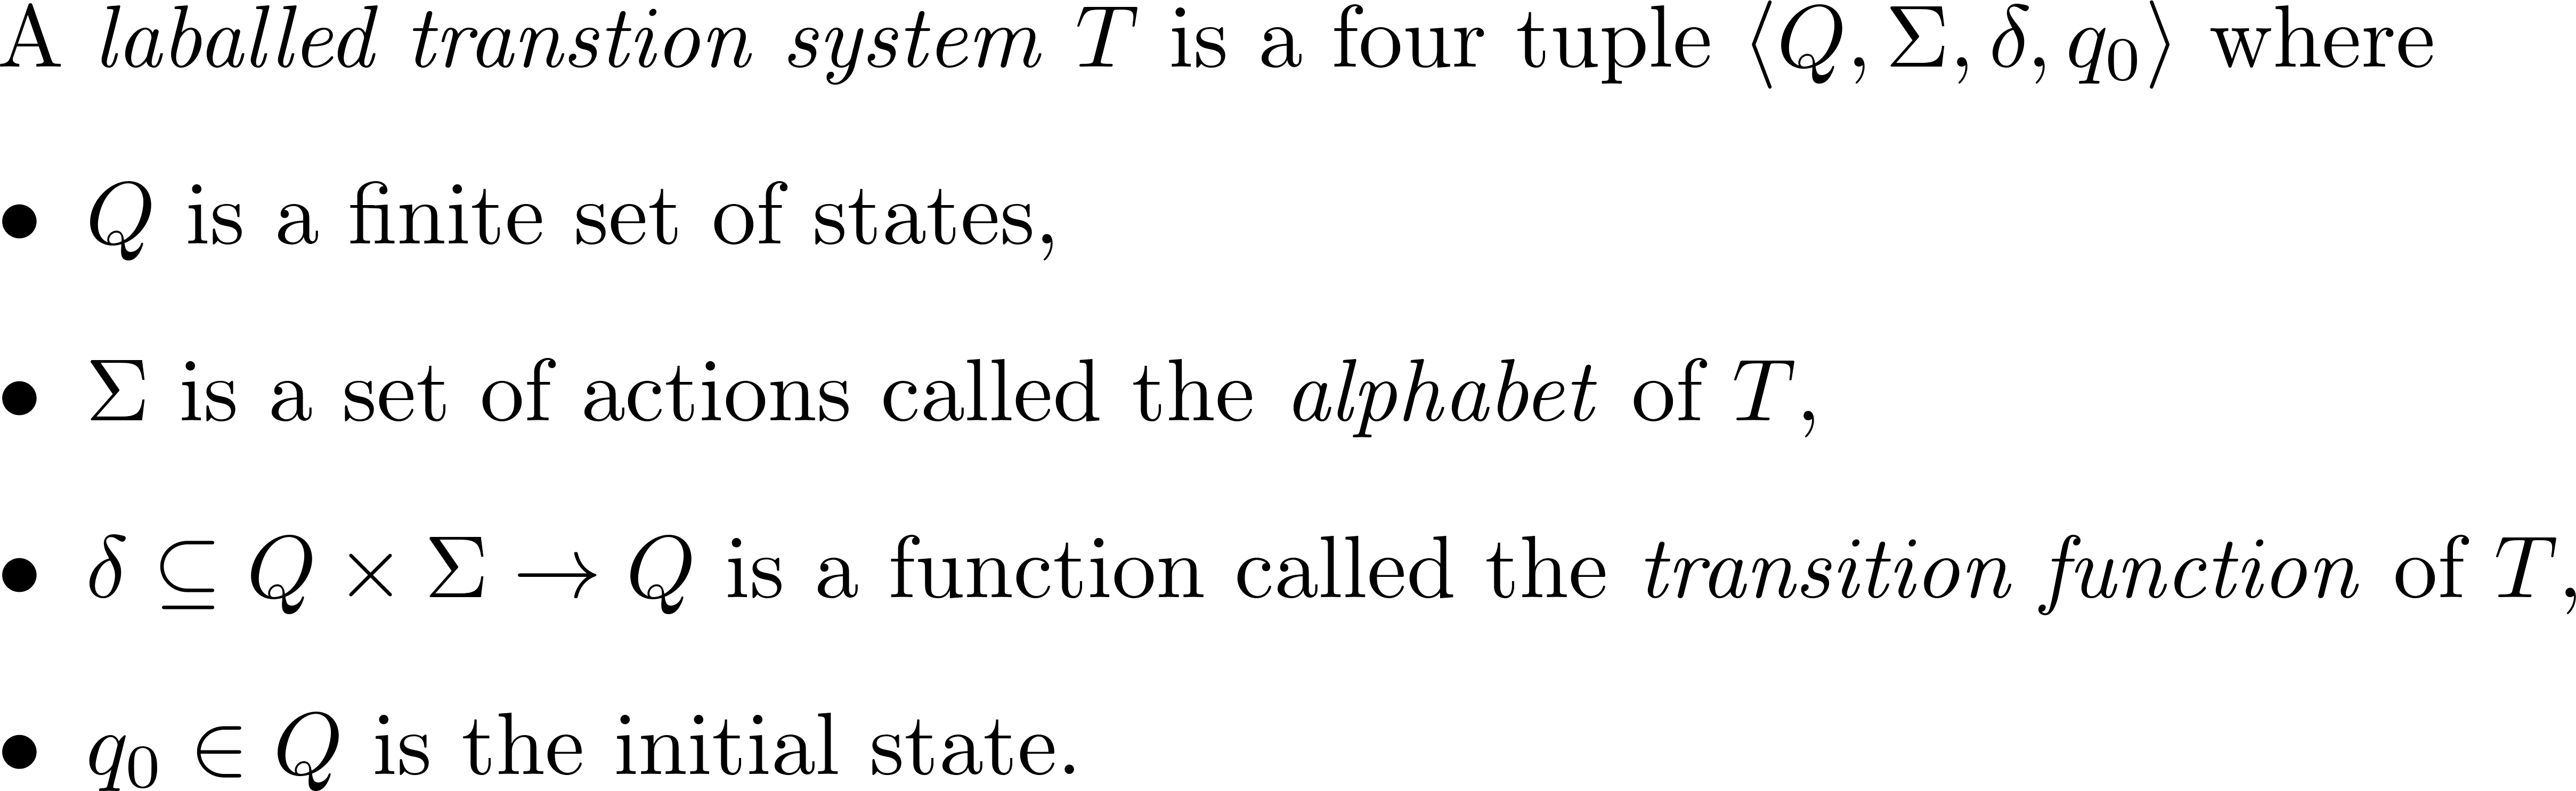 A laballed transtion system T is a four tuple ⟨Q, Σ, δ, q₀⟩ where
• Q is a finite set of states,
• Σ is a set of actions called the alphabet of T,
• δ ⊆ Q × Σ → Q is a function called the transition function of T,
• q₀ ∈ Q is the initial state.